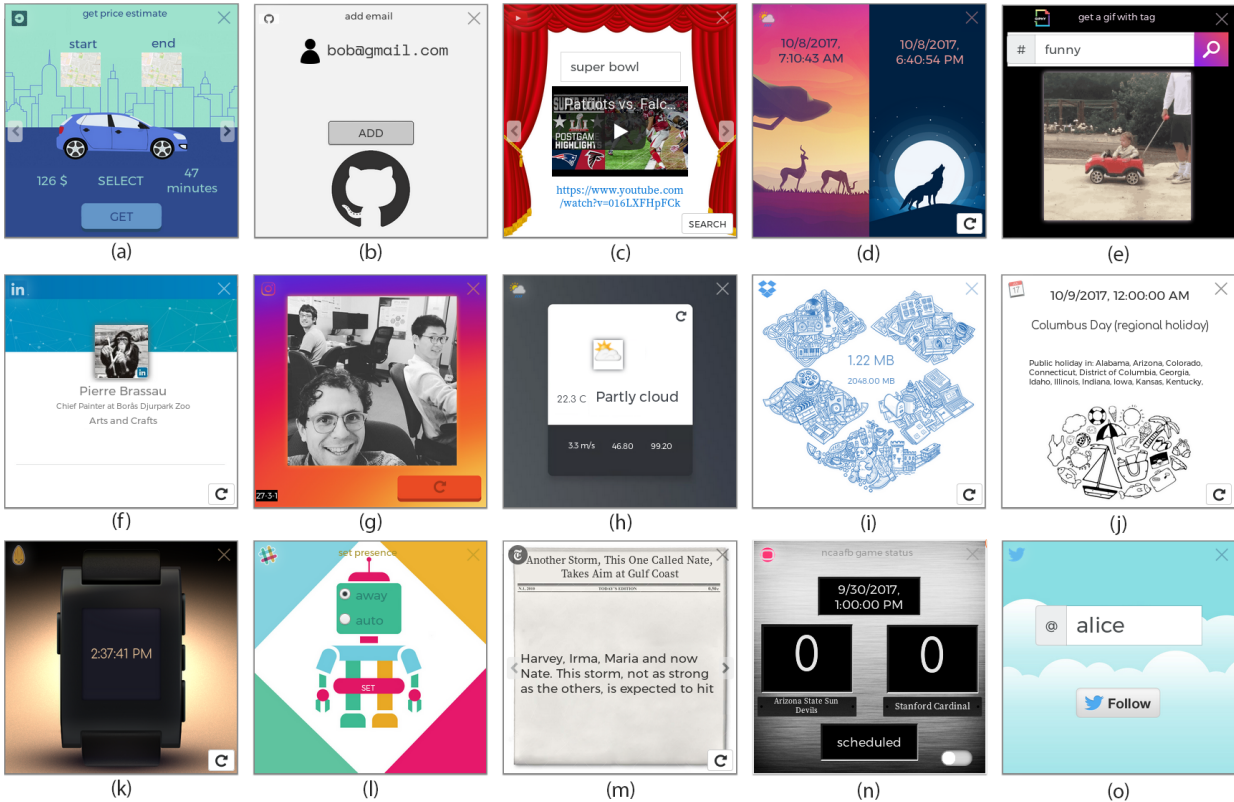 get price estimate
start
end
126 $
SELECT
47
minutes
GET
(a)
add email
bob@gmail.com
ADD
(b)
super bowl
Patriots vs. Falc...
SUPER BOWL
LI
POSTGAM
HIGHLIGHT
https://www.youtube.com
/watch?v=016LXFHpFCk
SEARCH
(c)
10/8/2017,
7:10:43 AM
10/8/2017,
6:40:54 PM
(d)
get a gif with tag
#
funny
(e)
in
in
Pierre Brassau
Chief Painter at Borås Djurpark Zoo
Arts and Crafts
(f)
27-3-1
(g)
22.3 C
Partly cloud
3.3 m/s
46.80
99.20
(h)
1.22 MB
2048.00 MB
(i)
17
10/9/2017, 12:00:00 AM
Columbus Day (regional holiday)
Public holiday in: Alabama, Arizona, Colorado,
Connecticut, District of Columbia, Georgia,
Idaho, Illinois, Indiana, Iowa, Kansas, Kentucky,
(j)
2:37:41 PM
(k)
set presence
away
auto
SET
(l)
T
Another Storm, This One Called Nate,
Takes Aim at Gulf Coast
TODAY'S EDITION
Harvey, Irma, Maria and now
Nate. This storm, not as strong
as the others, is expected to hit
(m)
ncaafb game status
9/30/2017,
1:00:00 PM
0
0
Arizona State Sun
Devils
Stanford Cardinal
scheduled
(n)
@
alice
Follow
(o)